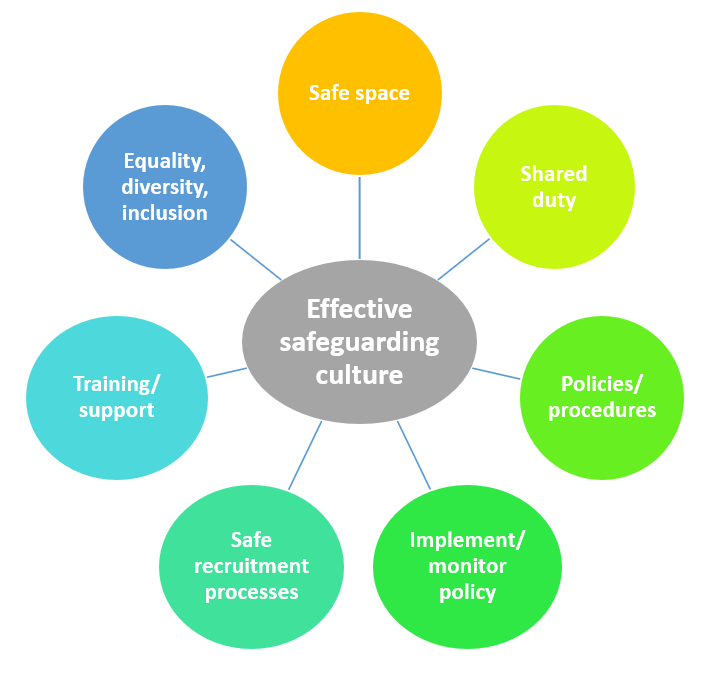 Safe space
Shared
duty
Equality,
diversity,
inclusion
Effective
safeguarding
culture
Training/
support
Policies/
procedures
Safe
recruitment
processes
Implement/
monitor
policy